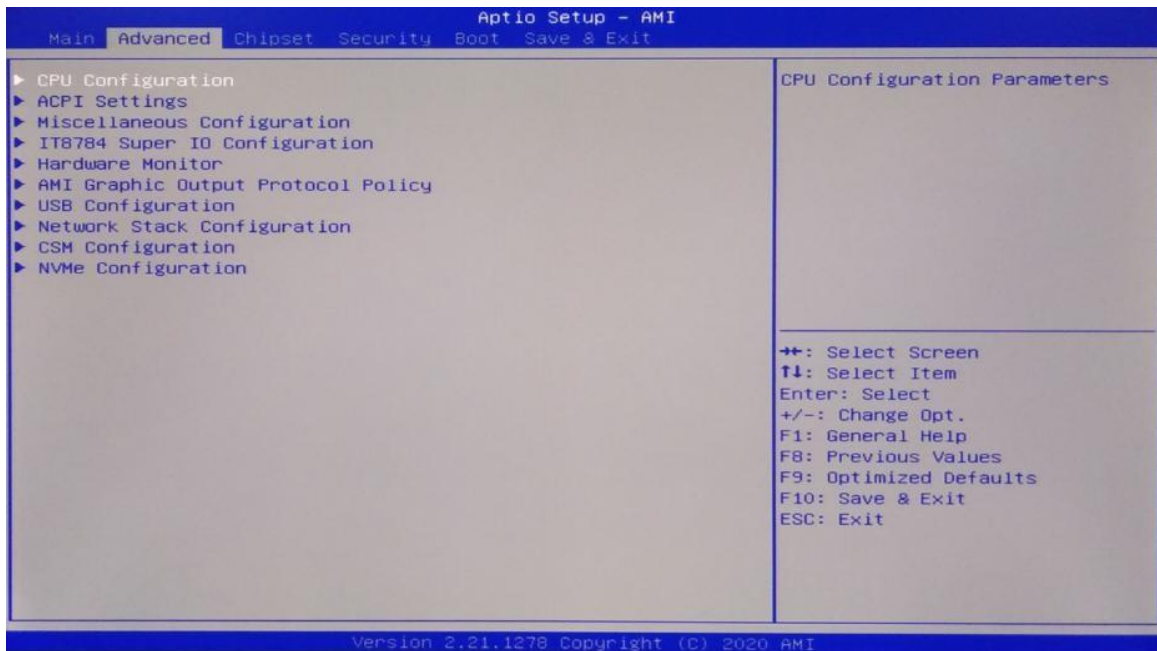 Aptio Setup – AMI
Main Advanced Chipset Security Boot Save & Exit
▶ CPU Configuration
▶ ACPI Settings
▶ Miscellaneous Configuration
▶ IT8784 Super IO Configuration
▶ Hardware Monitor
▶ AMI Graphic Output Protocol Policy
▶ USB Configuration
▶ Network Stack Configuration
▶ CSM Configuration
▶ NVMe Configuration
CPU Configuration Parameters
→←: Select Screen
↑↓: Select Item
Enter: Select
+/-: Change Opt.
F1: General Help
F8: Previous Values
F9: Optimized Defaults
F10: Save & Exit
ESC: Exit
Version 2.21.1278 Copyright (C) 2020 AMI